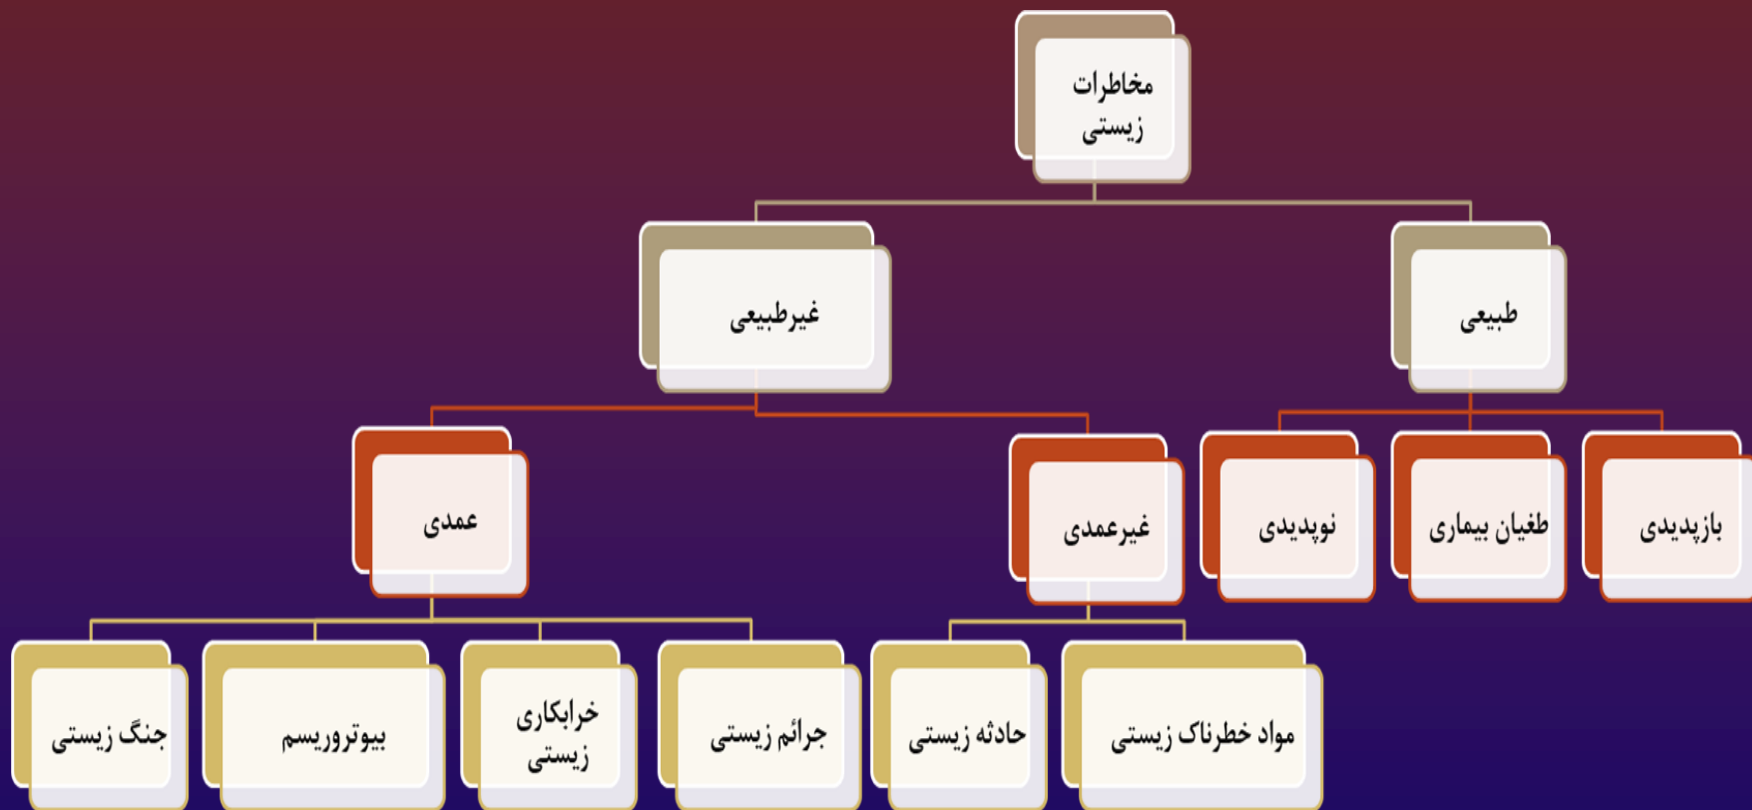 مخاطرات
زیستی
طبیعی
غیرطبیعی
بازپدیدی
طغیان بیماری
نوپدیدی
غیرعمدی
عمدی
مواد خطرناک زیستی
حادثه زیستی
جرائم زیستی
خرابکاری
زیستی
بیوتروریسم
جنگ زیستی